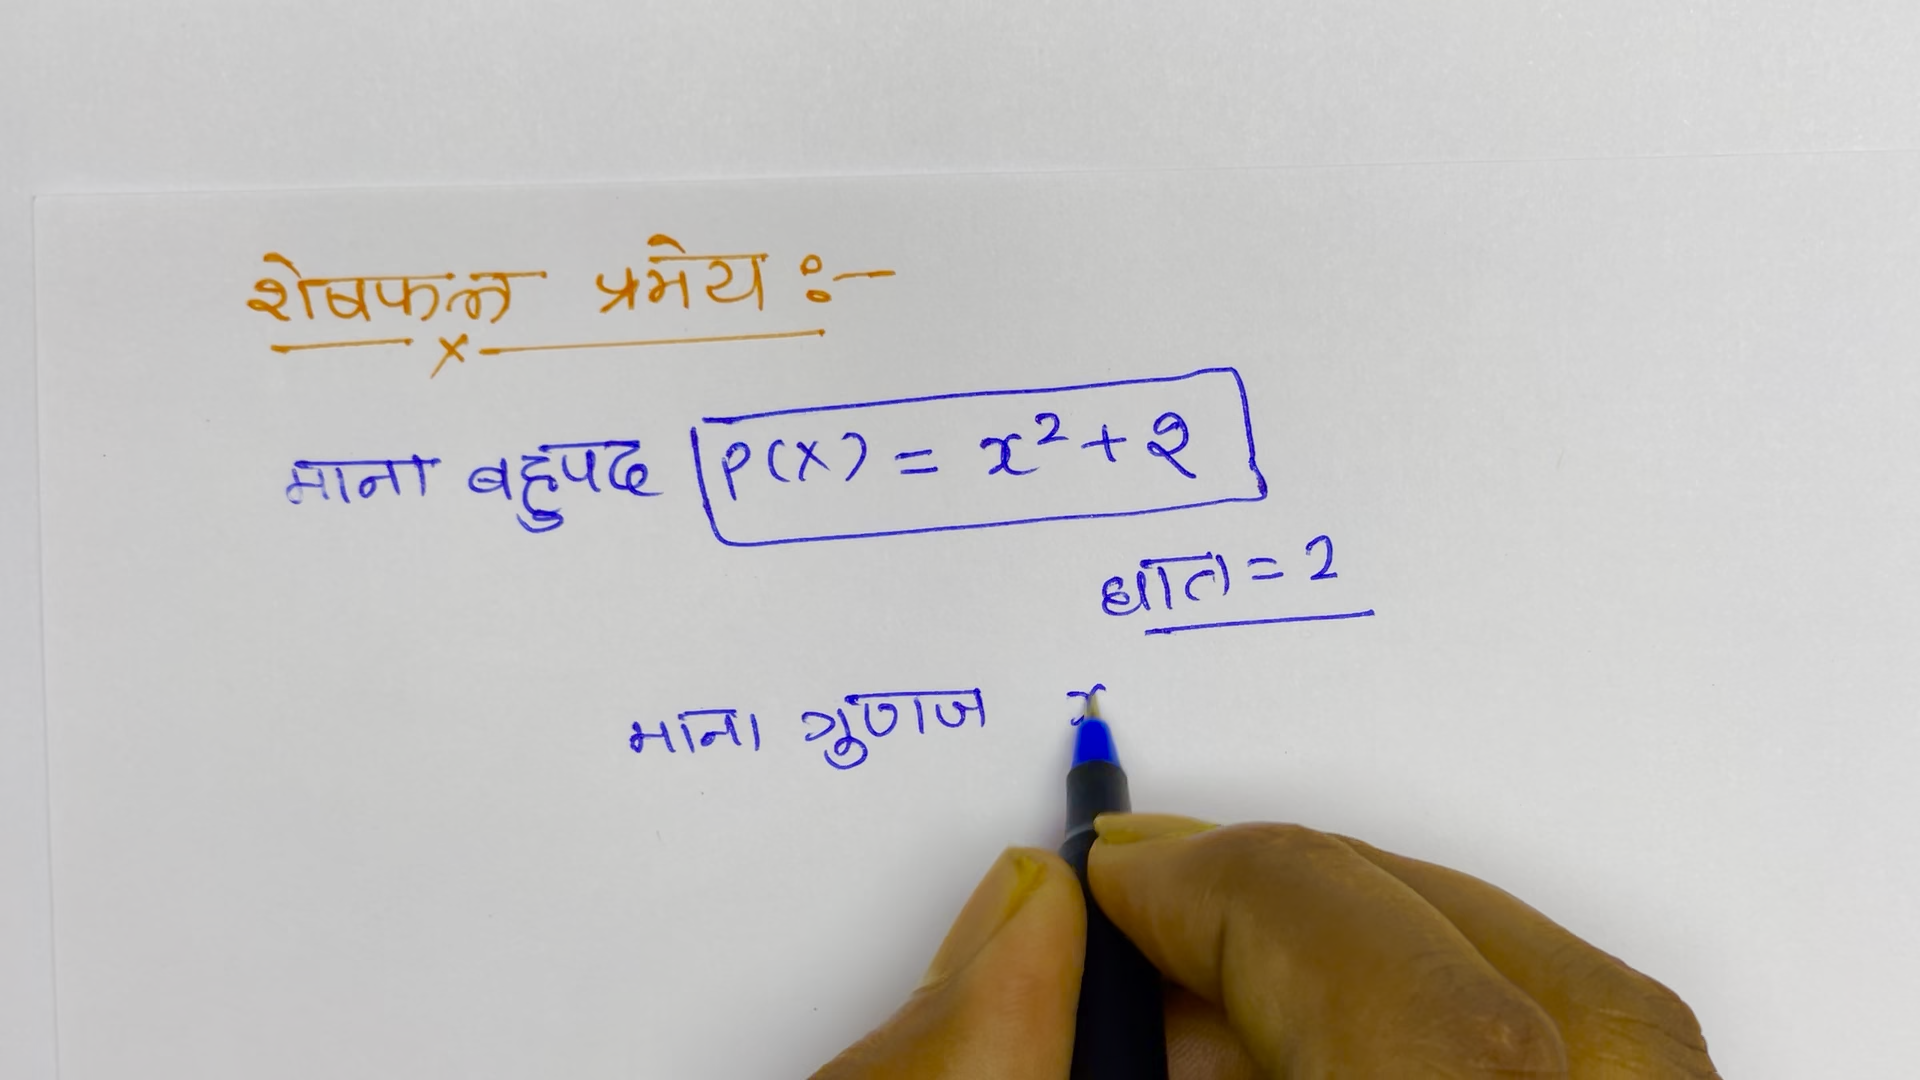 शेषफल प्रमेय :-
माना बहुपद P(x) = x² + 2
घात = 2
माना गुणज x